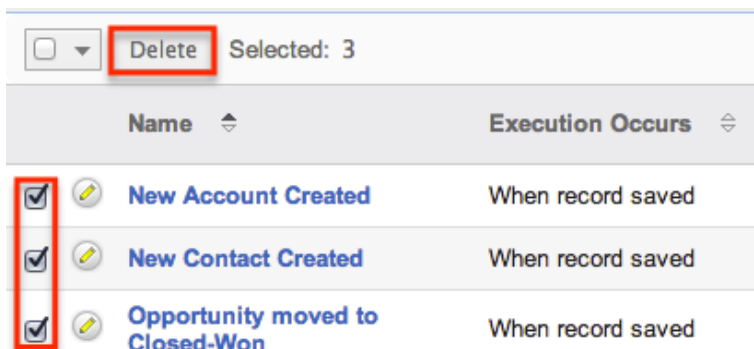 Delete Selected: 3
Name Execution Occurs
New Account Created When record saved
New Contact Created When record saved
Opportunity moved to
Closed-Won When record saved